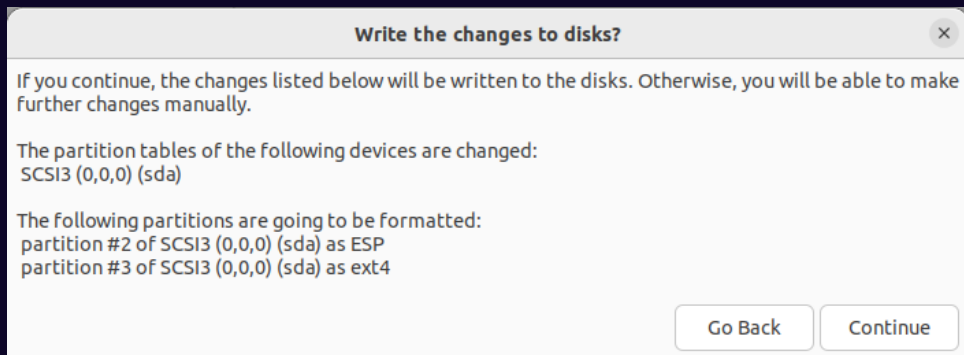 Write the changes to disks?
If you continue, the changes listed below will be written to the disks. Otherwise, you will be able to make
further changes manually.
The partition tables of the following devices are changed:
SCSI3 (0,0,0) (sda)
The following partitions are going to be formatted:
partition #2 of SCSI3 (0,0,0) (sda) as ESP
partition #3 of SCSI3 (0,0,0) (sda) as ext4
Go Back Continue